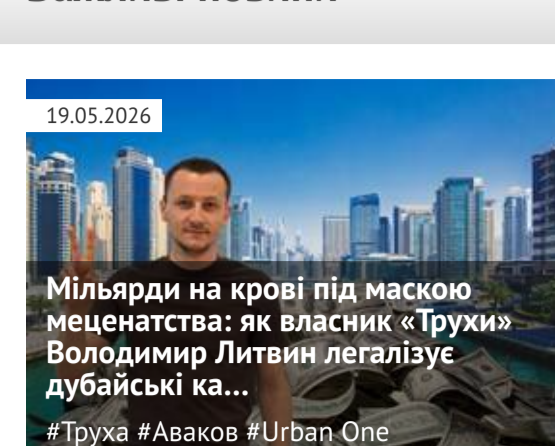 19.05.2026
Мільярди на крові під маскою
меценатства: як власник «Трухи»
Володимир Литвин легалізує
дубайські ка...
#Труха #Аваков #Urban One